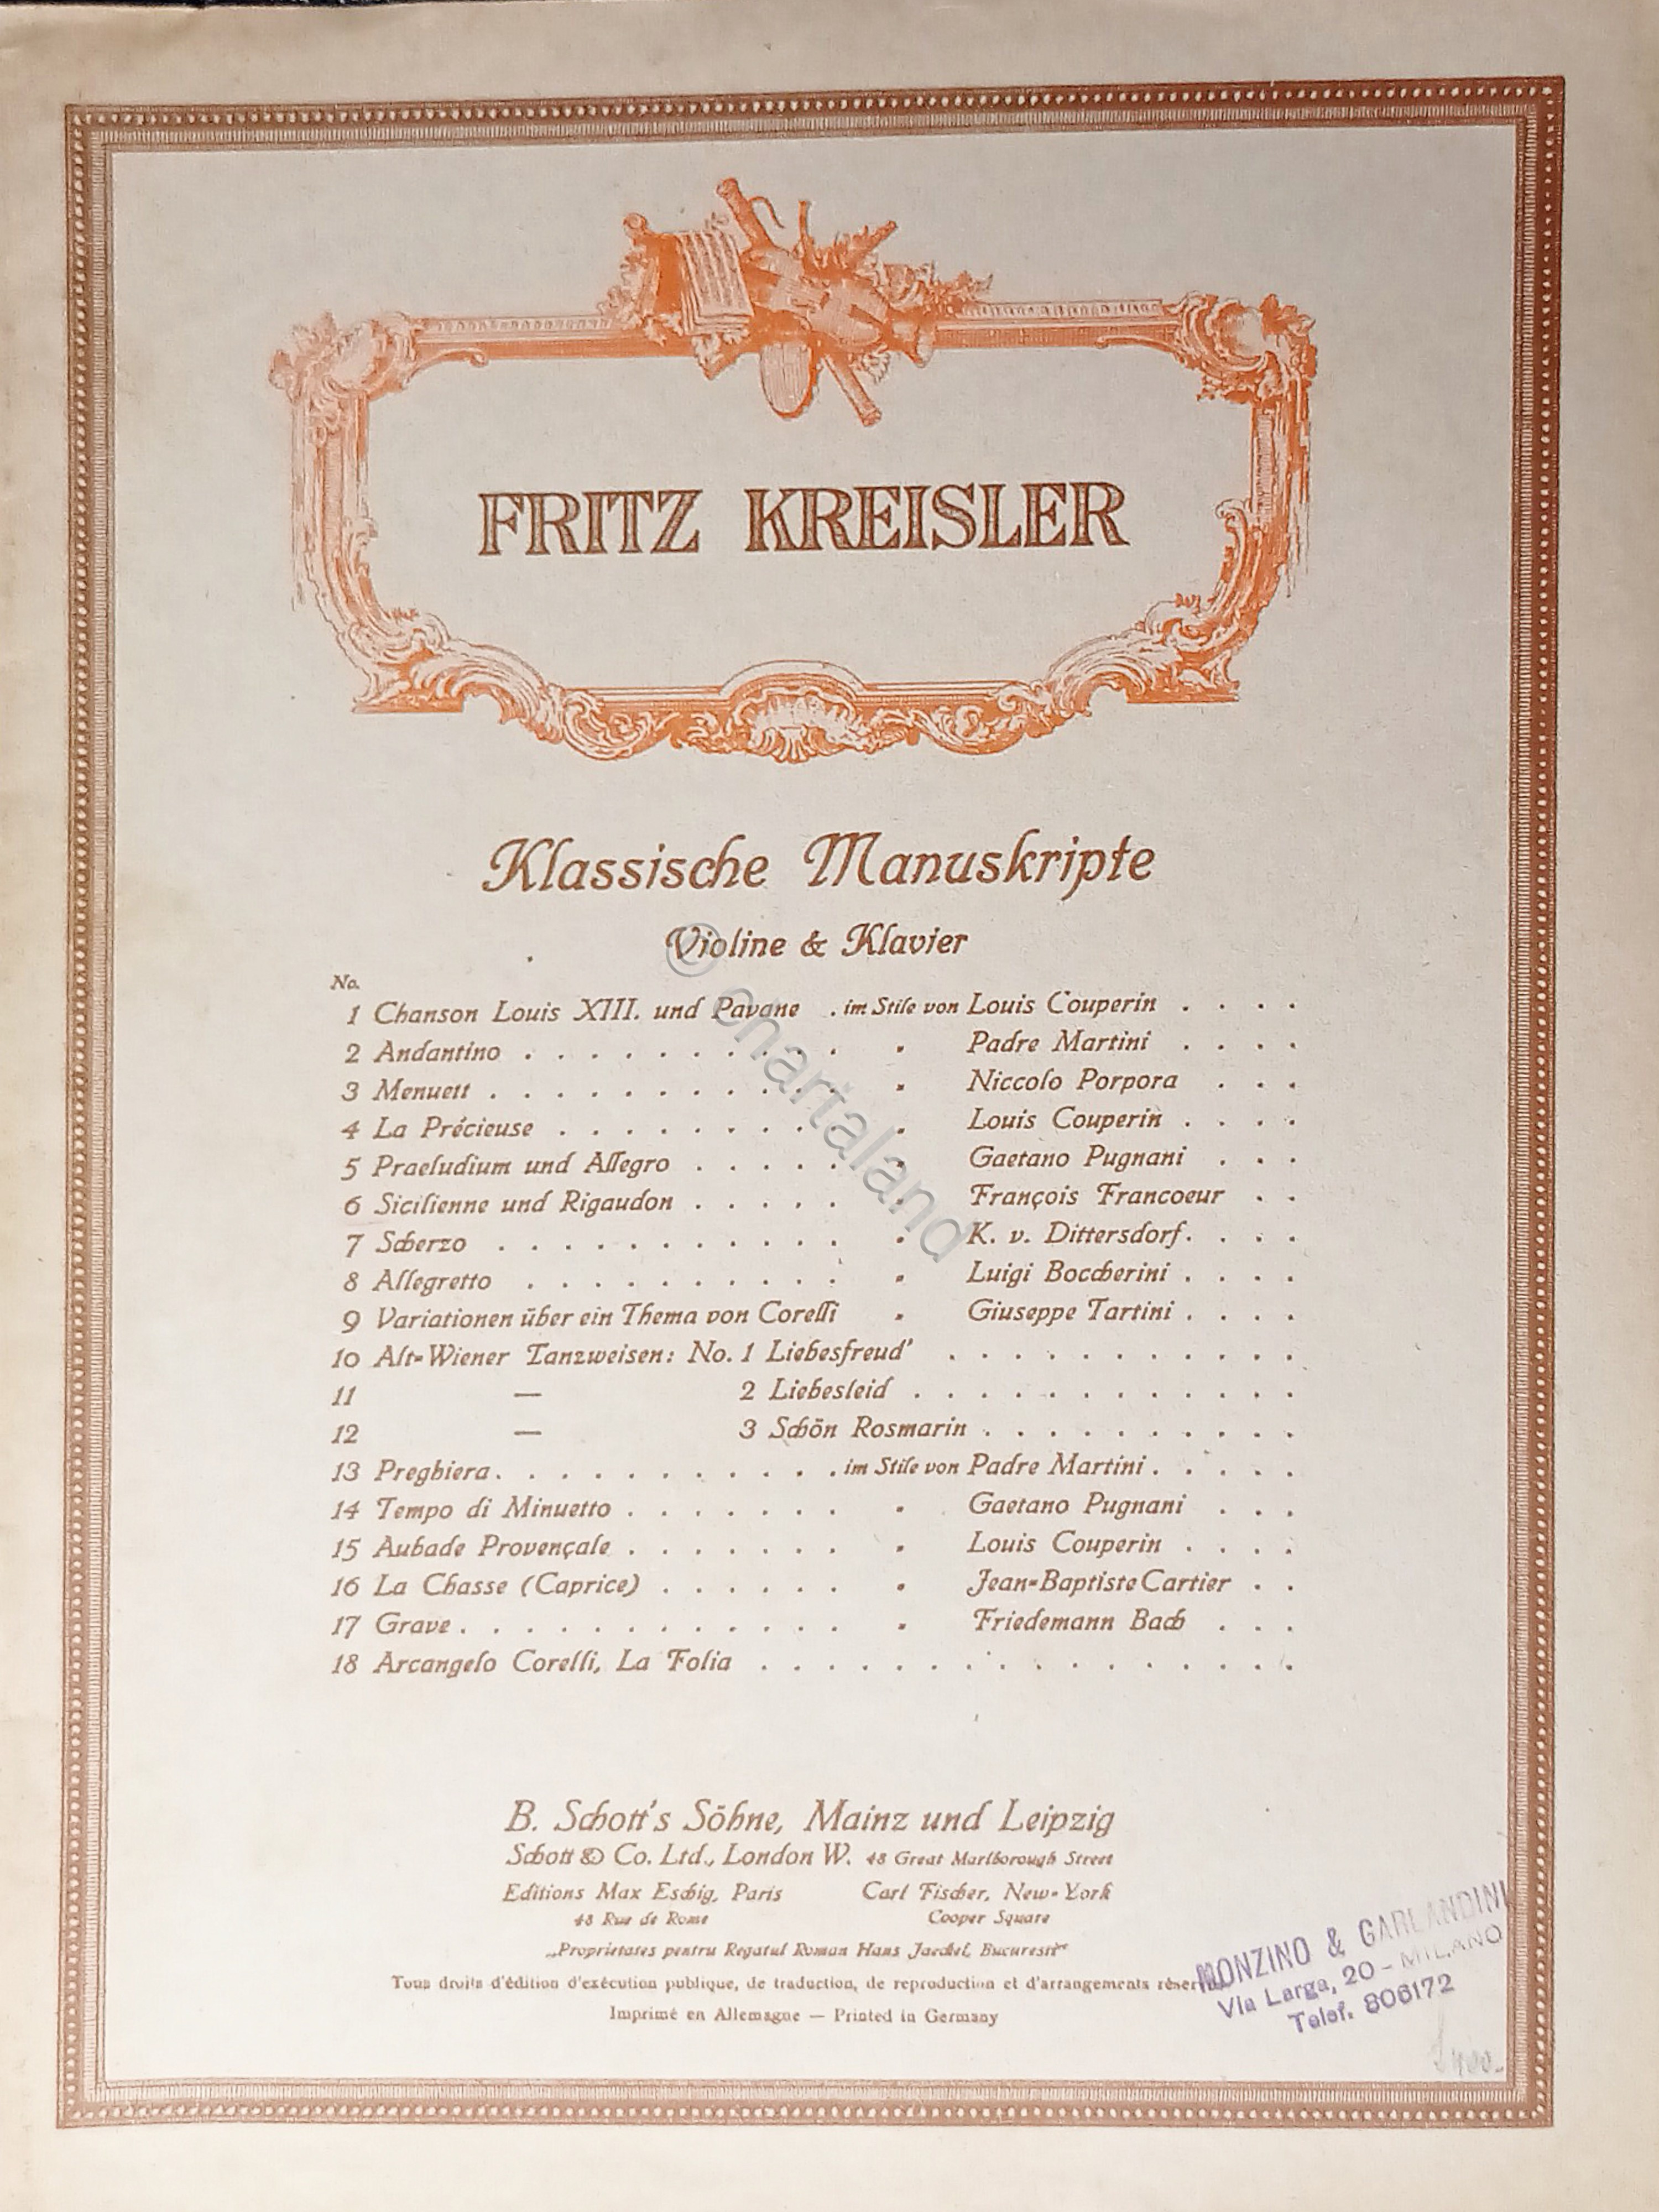 FRITZ KREISLER
Klassische Manuskripte
Violine & Klavier
No.
1 Chanson Louis XIII. und Pavane . im Stile von Louis Couperin . . . .
2 Andantino . . . . . . . . . . " Padre Martini . . . .
3 Menuett . . . . . . . . . . . " Niccolo Porpora . . .
4 La Précieuse . . . . . . . . . " Louis Couperin . . . .
5 Praeludium und Allegro . . . . . " Gaetano Pugnani . . .
6 Sicilienne und Rigaudon . . . . . " François Francoeur . .
7 Scherzo . . . . . . . . . . . " K. v. Dittersdorf . . . .
8 Allegretto . . . . . . . . . . " Luigi Boccherini . . . .
9 Variationen über ein Thema von Corelli " Giuseppe Tartini . . . .
10 Alt-Wiener Tanzweisen: No. 1 Liebesfreud' . . . . . . . . . . .
11 — 2 Liebesleid . . . . . . . . . . . .
12 — 3 Schön Rosmarin . . . . . . . . . .
13 Preghiera . . . . . . . . . . . im Stile von Padre Martini . . . . .
14 Tempo di Minuetto . . . . . . . " Gaetano Pugnani . . .
15 Aubade Provençale . . . . . . . " Louis Couperin . . . .
16 La Chasse (Caprice) . . . . . . " Jean-Baptiste Cartier . .
17 Grave . . . . . . . . . . . . " Friedemann Bach . . .
18 Arcangelo Corelli, La Folia . . . . . . . . . . . . . . . .
B. Schott's Söhne, Mainz und Leipzig
Schott & Co. Ltd., London W. 48 Great Marlborough Street
Editions Max Eschig, Paris Carl Fischer, New-York
48 Rue de Rome Cooper Square
„Proprietates pentru Regatul Roman Hans Jaeckel, Bucuresti"
Tous droits d'édition d'exécution publique, de traduction, de reproduction et d'arrangements
Imprimé en Allemagne — Printed in Germany
MONZINO & GARLANDINI
Via Larga, 20 - MILANO
Telef. 806172
© chartaland